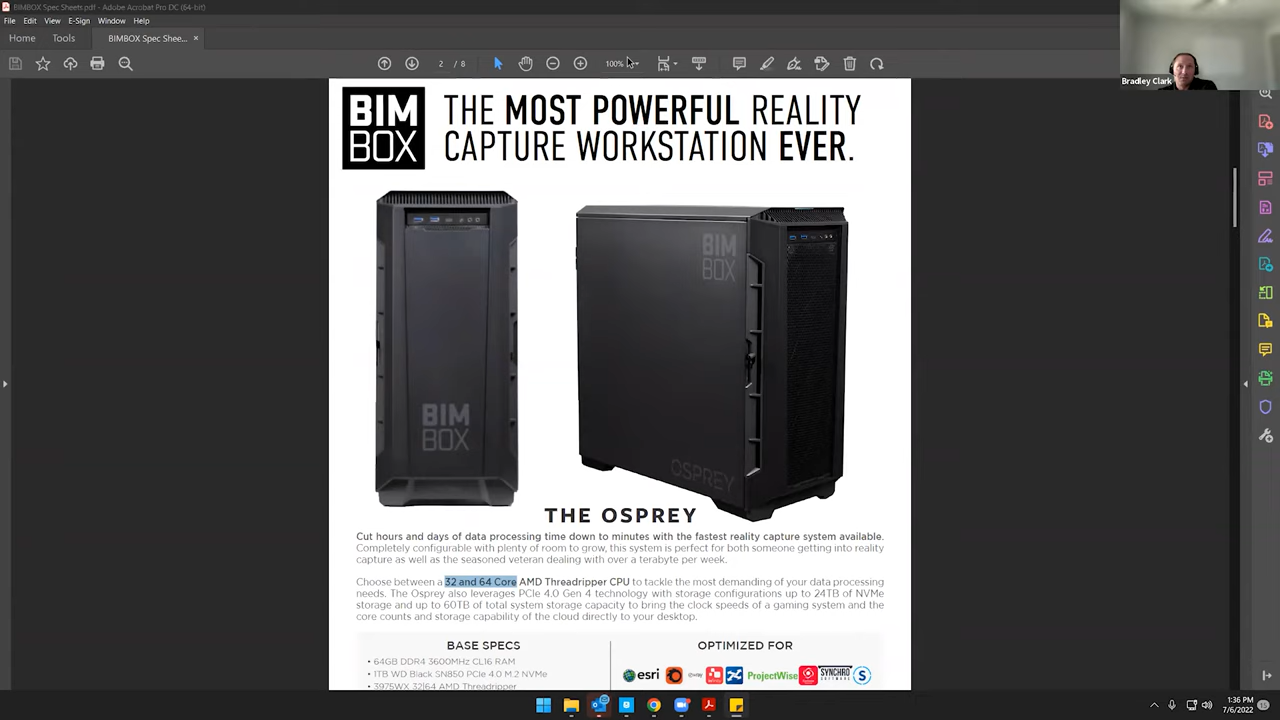 BIMBOX Spec Sheets.pdf - Adobe Acrobat Pro DC (64-bit)
File Edit View E-Sign Window Help
Home Tools BIMBOX Spec Shee... ×
2 / 8 100%
Bradley Clark
BIM BOX
THE MOST POWERFUL REALITY
CAPTURE WORKSTATION EVER.
BIM
BOX
BIM
BOX
OSPREY
THE OSPREY
Cut hours and days of data processing time down to minutes with the fastest reality capture system available.
Completely configurable with plenty of room to grow, this system is perfect for both someone getting into reality
capture as well as the seasoned veteran dealing with over a terabyte per week.
Choose between a 32 and 64 Core AMD Threadripper CPU to tackle the most demanding of your data processing
needs. The Osprey also leverages PCIe 4.0 Gen 4 technology with storage configurations up to 24TB of NVMe
storage and up to 60TB of total system storage capacity to bring the clock speeds of a gaming system and the
core counts and storage capability of the cloud directly to your desktop.
BASE SPECS
• 64GB DDR4 3600MHz CL16 RAM
• 1TB WD Black SN850 PCIe 4.0 M.2 NVMe
• 3975WX 32|64 AMD Threadripper
OPTIMIZED FOR
esri ProjectWise SYNCHRO
1:36 PM
7/6/2022